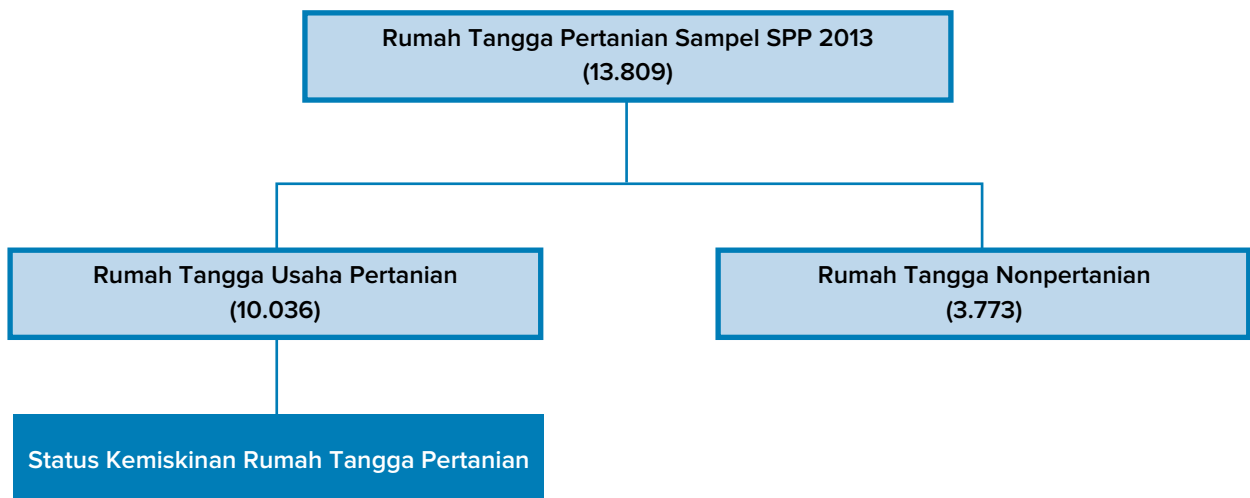 Rumah Tangga Pertanian Sampel SPP 2013
(13.809)
Rumah Tangga Usaha Pertanian
(10.036)
Rumah Tangga Nonpertanian
(3.773)
Status Kemiskinan Rumah Tangga Pertanian